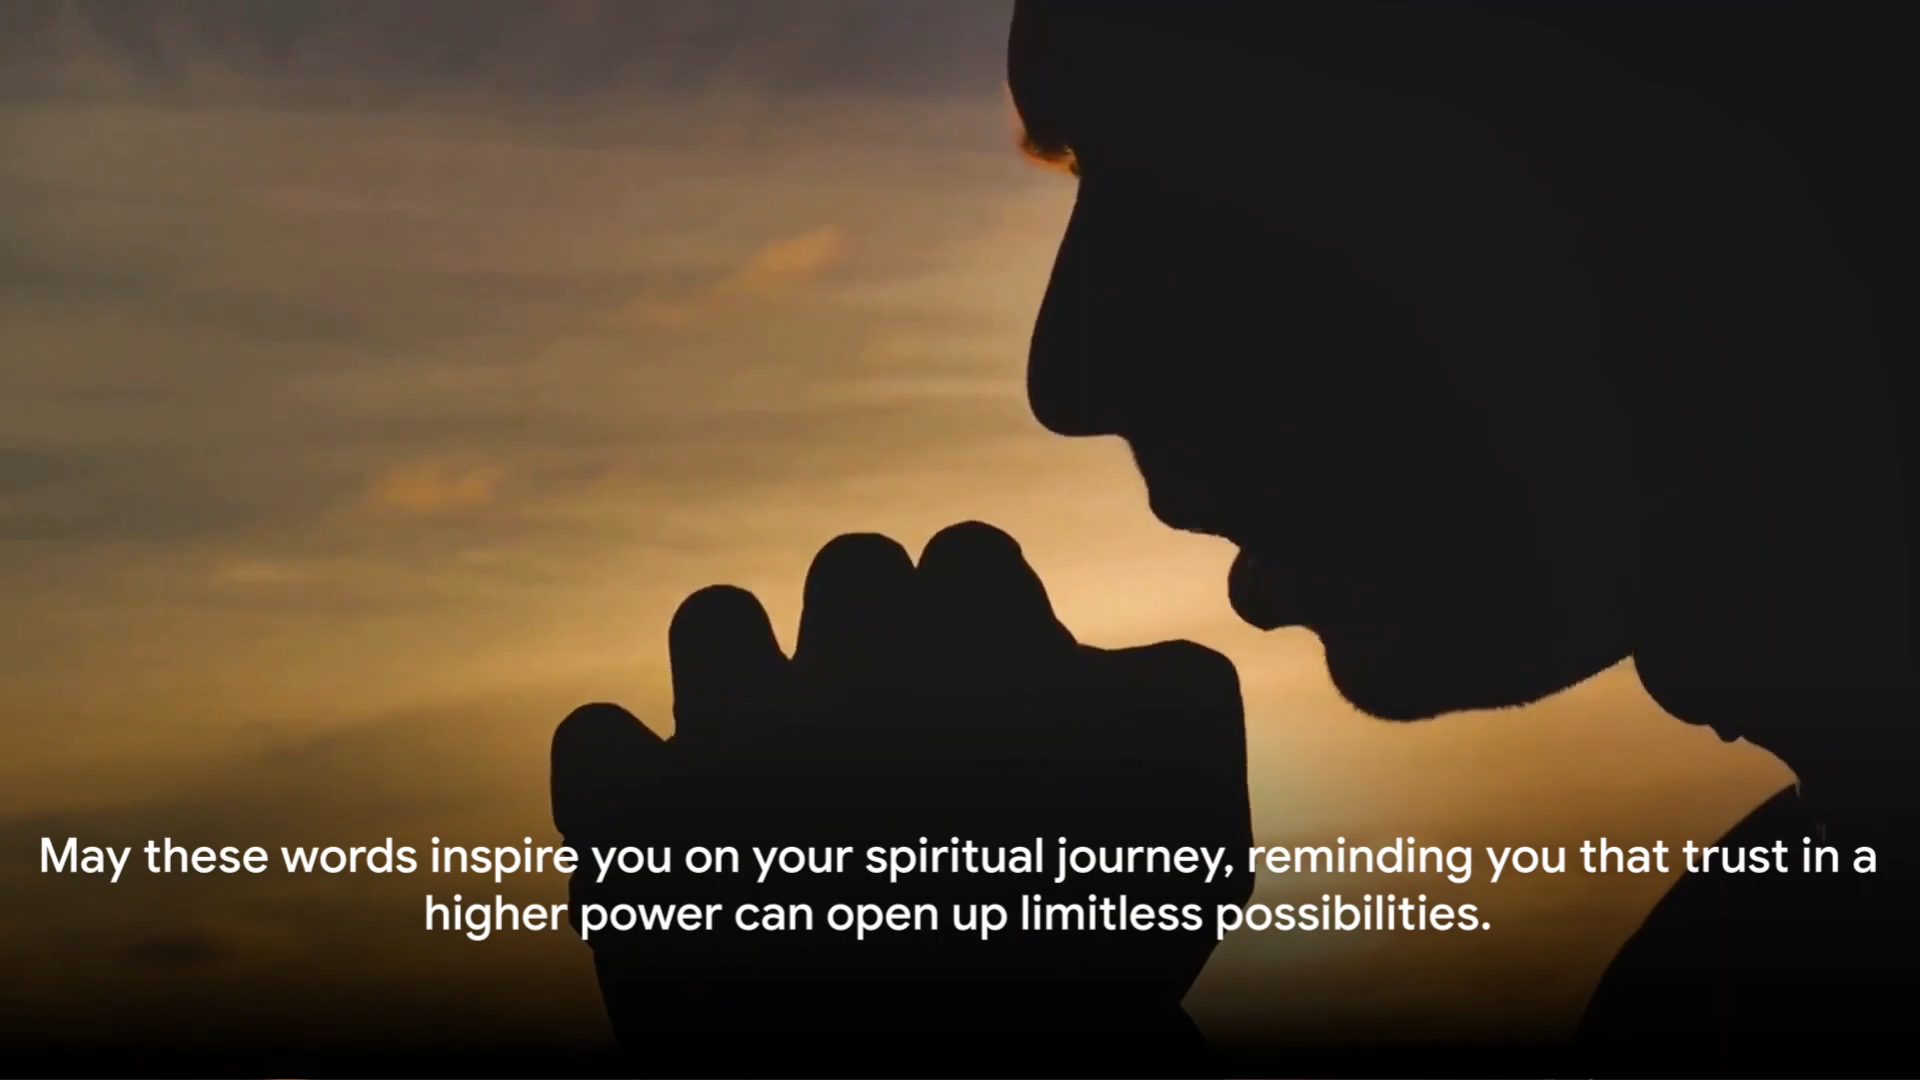 May these words inspire you on your spiritual journey, reminding you that trust in a
higher power can open up limitless possibilities.